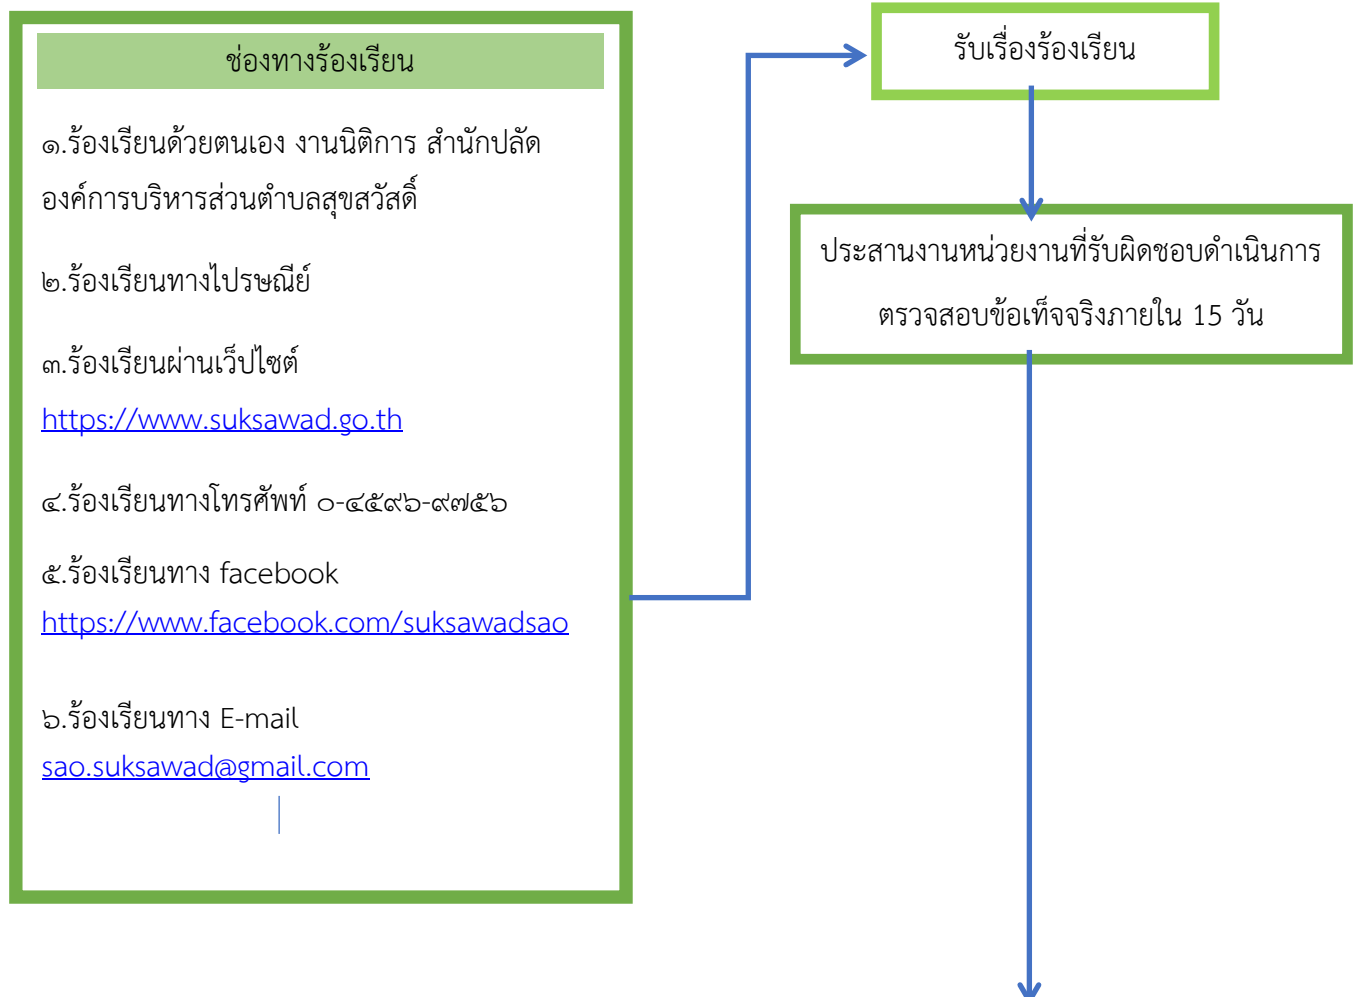 ช่องทางร้องเรียน
๑.ร้องเรียนด้วยตนเอง งานนิติการ สำนักปลัด
องค์การบริหารส่วนตำบลสุขสวัสดิ์
๒.ร้องเรียนทางไปรษณีย์
๓.ร้องเรียนผ่านเว็ปไซต์
https://www.suksawad.go.th
๔.ร้องเรียนทางโทรศัพท์ ๐-๔๕๙๖-๙๗๕๖
๕.ร้องเรียนทาง facebook
https://www.facebook.com/suksawadsao
๖.ร้องเรียนทาง E-mail
sao.suksawad@gmail.com
รับเรื่องร้องเรียน
ประสานงานหน่วยงานที่รับผิดชอบดำเนินการ
ตรวจสอบข้อเท็จจริงภายใน 15 วัน